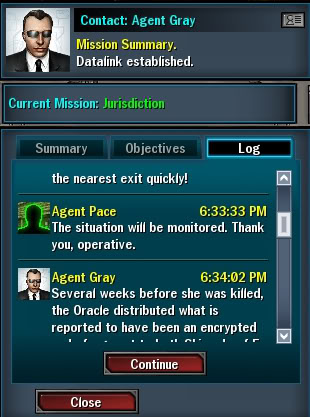 Contact: Agent Gray
Mission Summary.
Datalink established.
Current Mission: Jurisdiction
Summary
Objectives
Log
the nearest exit quickly!
Agent Pace 6:33:33 PM
The situation will be monitored. Thank
you, operative.
Agent Gray 6:34:02 PM
Several weeks before she was killed,
the Oracle distributed what is
reported to have been an encrypted
Continue
Close